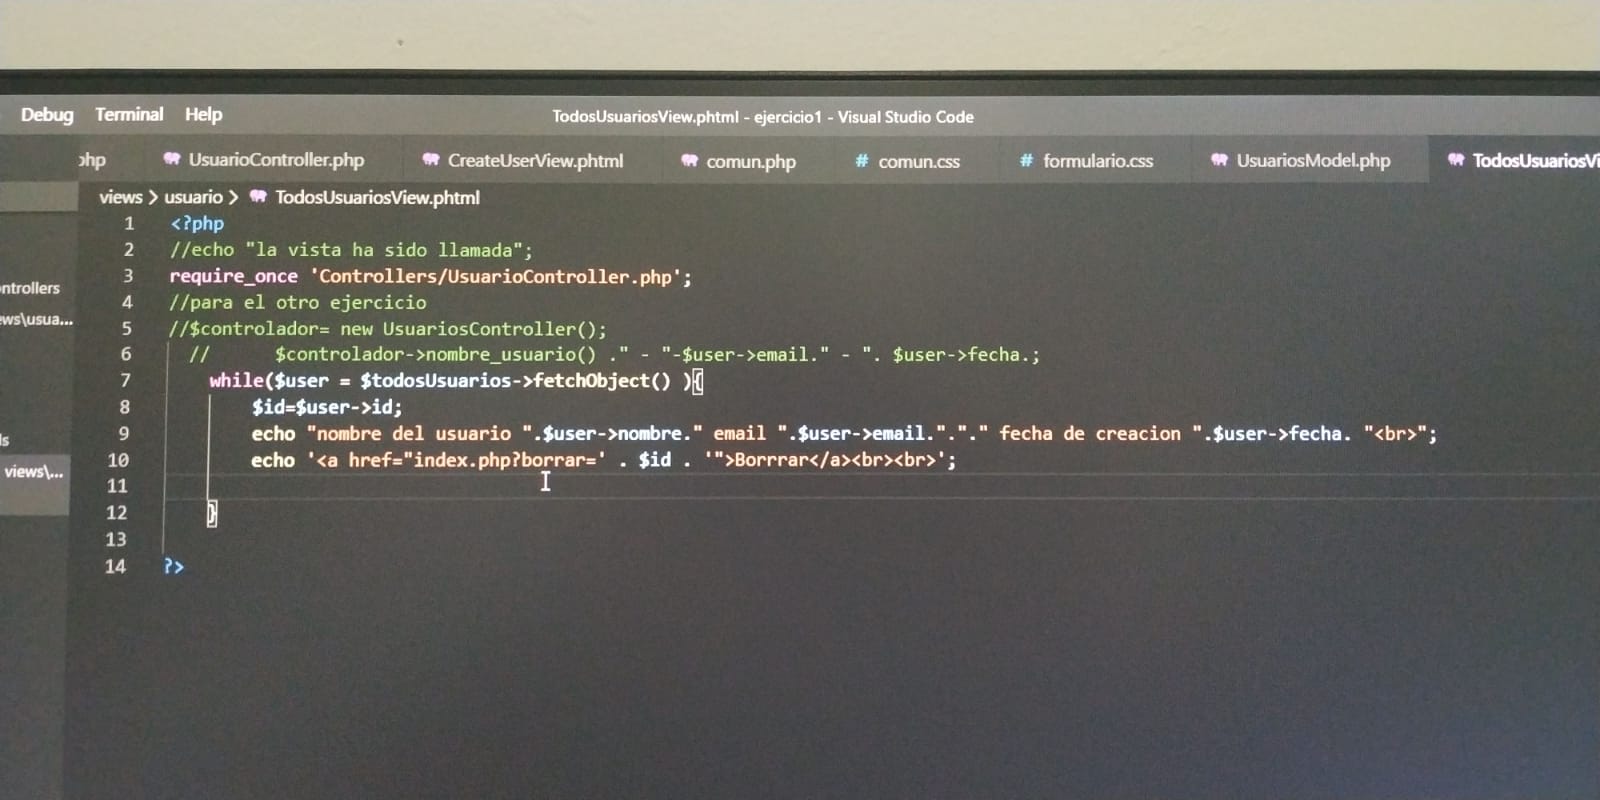 Debug Terminal Help
TodosUsuariosView.phtml - ejercicio1 - Visual Studio Code
php UsuarioController.php CreateUserView.phtml comun.php # comun.css # formulario.css UsuariosModel.php TodosUsuariosVi
views > usuario > TodosUsuariosView.phtml
1 <?php
2 //echo "la vista ha sido llamada";
3 require_once 'Controllers/UsuarioController.php';
ntrollers
4 //para el otro ejercicio
ews\usua...
5 //$controlador= new UsuariosController();
6 // $controlador->nombre_usuario() ." - "-$user->email." - ". $user->fecha.;
7 while($user = $todosUsuarios->fetchObject() ){
8 $id=$user->id;
ls
9 echo "nombre del usuario ".$user->nombre." email ".$user->email."."." fecha de creacion ".$user->fecha. "<br>";
10 echo '<a href="index.php?borrar=' . $id . '">Borrrar</a><br><br>';
views\...
11
12 }
13
14 ?>